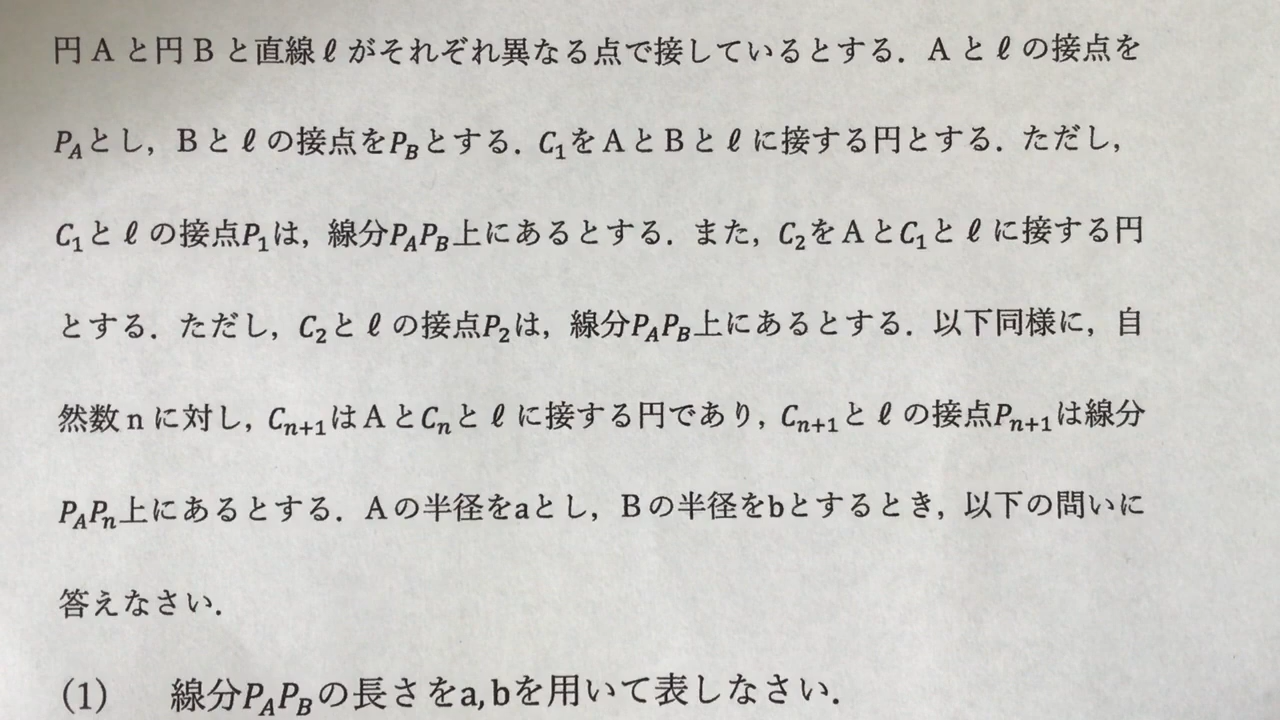 円Aと円Bと直線ℓがそれぞれ異なる点で接しているとする．Aとℓの接点を
P_Aとし，Bとℓの接点をP_Bとする．C_1をAとBとℓに接する円とする．ただし，
C_1とℓの接点P_1は，線分P_AP_B上にあるとする．また，C_2をAとC_1とℓに接する円
とする．ただし，C_2とℓの接点P_2は，線分P_AP_B上にあるとする．以下同様に，自
然数nに対し，C_{n+1}はAとC_nとℓに接する円であり，C_{n+1}とℓの接点P_{n+1}は線分
P_AP_n上にあるとする．Aの半径をaとし，Bの半径をbとするとき，以下の問いに
答えなさい．
(1) 線分P_AP_Bの長さをa,bを用いて表しなさい．